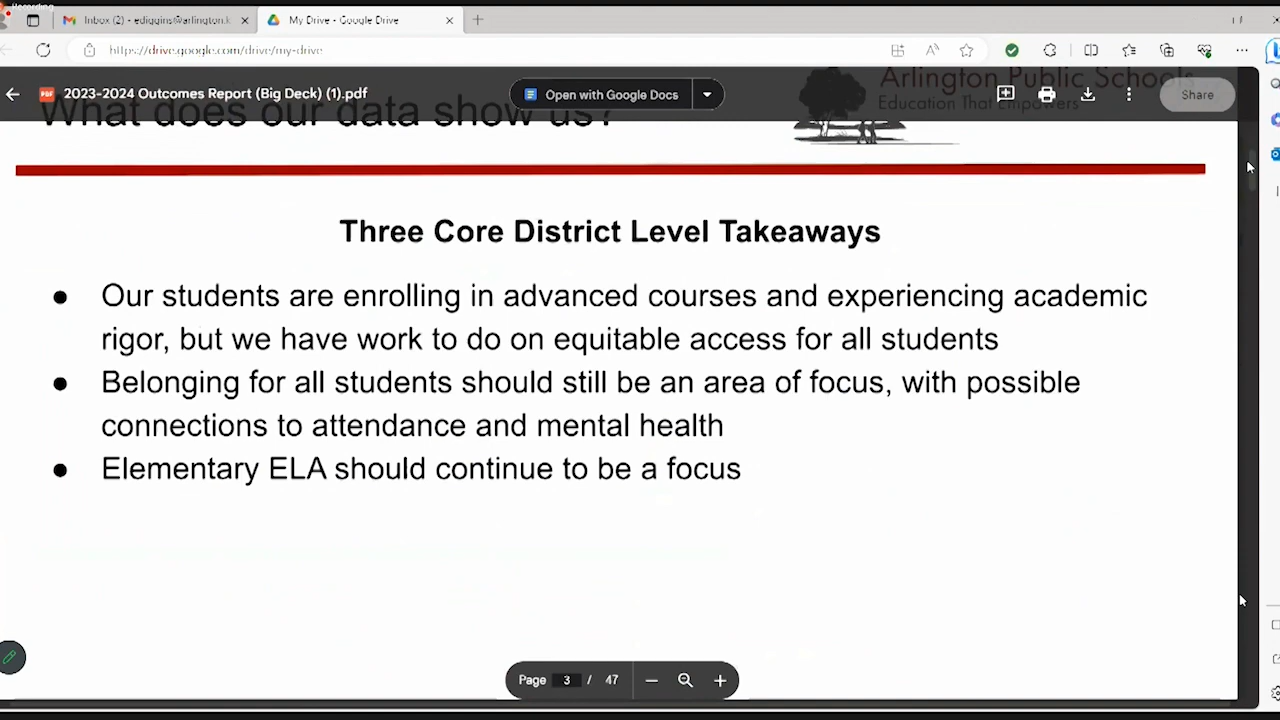 Recording
Inbox (2) - ediggins@arlington.k
My Drive - Google Drive
https://drive.google.com/drive/my-drive
2023-2024 Outcomes Report (Big Deck) (1).pdf
Open with Google Docs
Share
Arlington Public Schools
Education That Empowers
What does our data show us?
Three Core District Level Takeaways
● Our students are enrolling in advanced courses and experiencing academic
rigor, but we have work to do on equitable access for all students
● Belonging for all students should still be an area of focus, with possible
connections to attendance and mental health
● Elementary ELA should continue to be a focus
Page 3 / 47